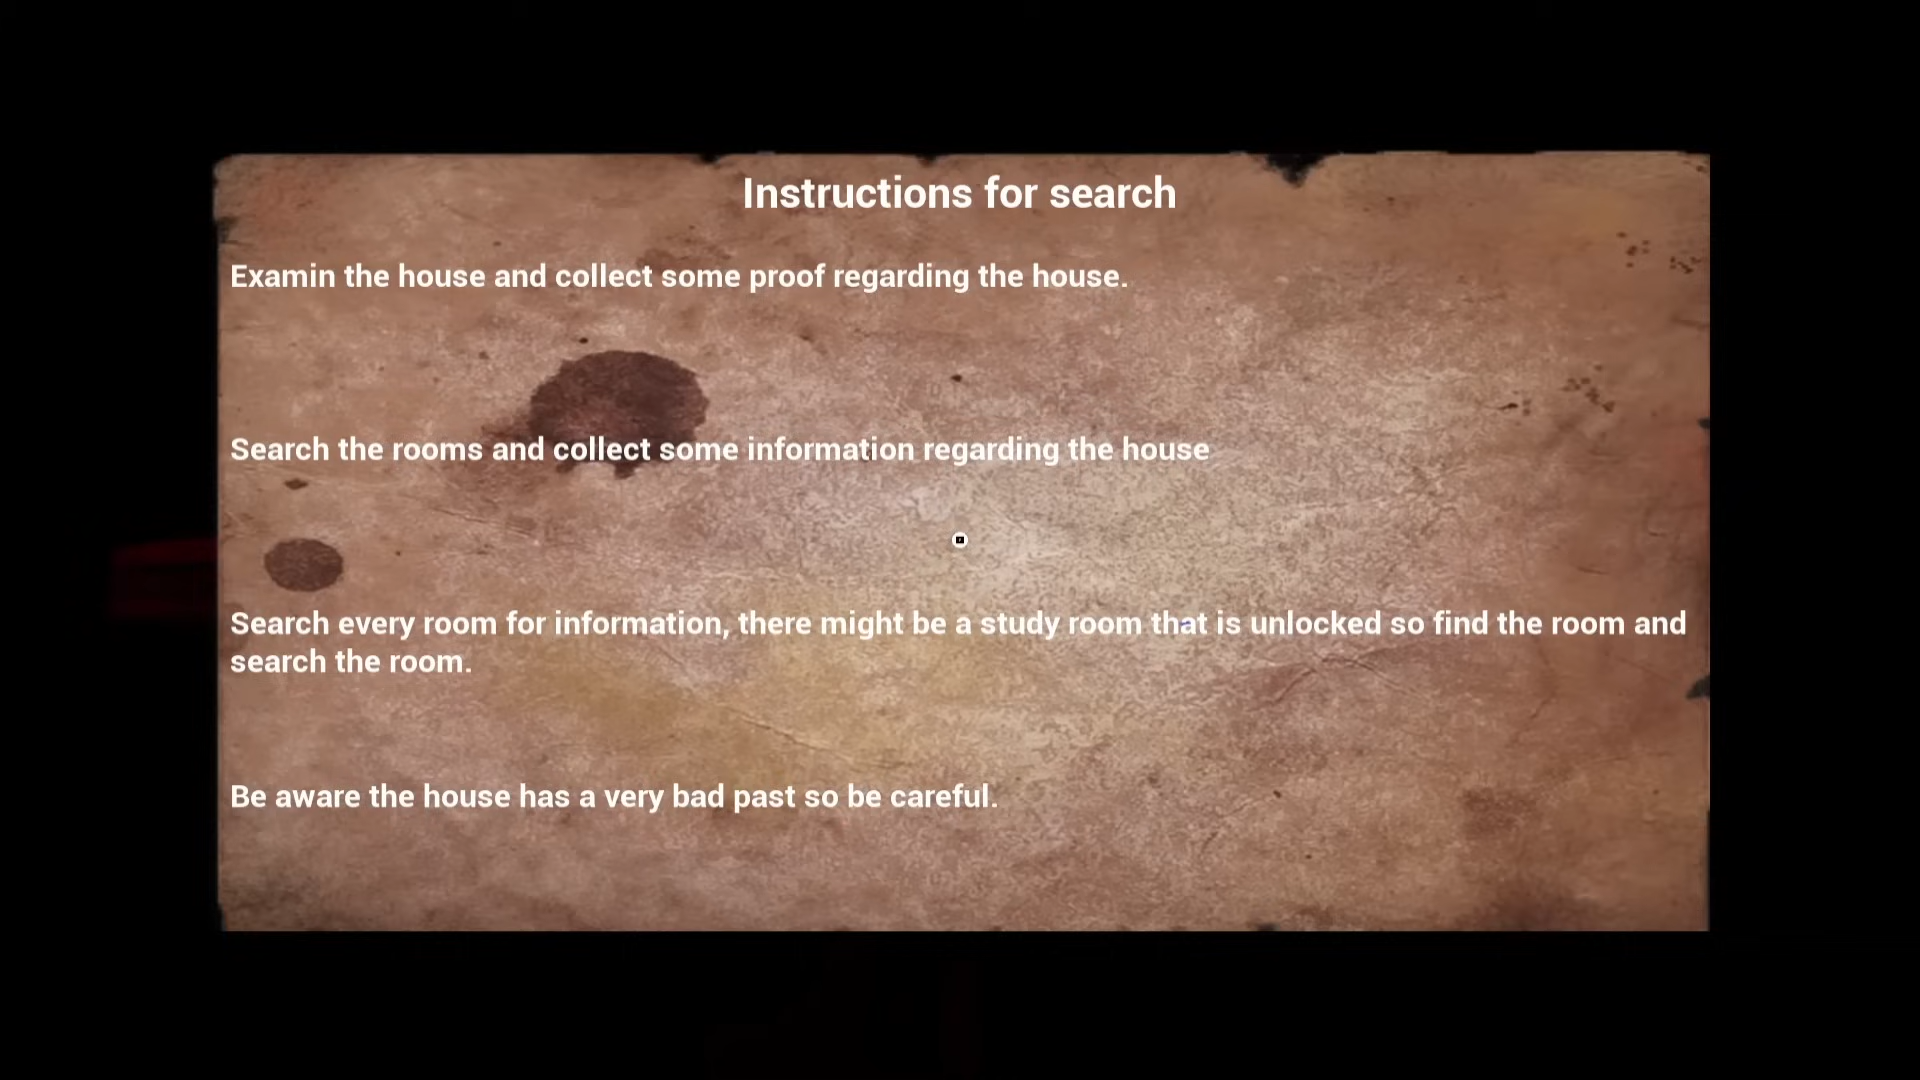 Instructions for search
Examin the house and collect some proof regarding the house.
Search the rooms and collect some information regarding the house
Search every room for information, there might be a study room that is unlocked so find the room and
search the room.
Be aware the house has a very bad past so be careful.